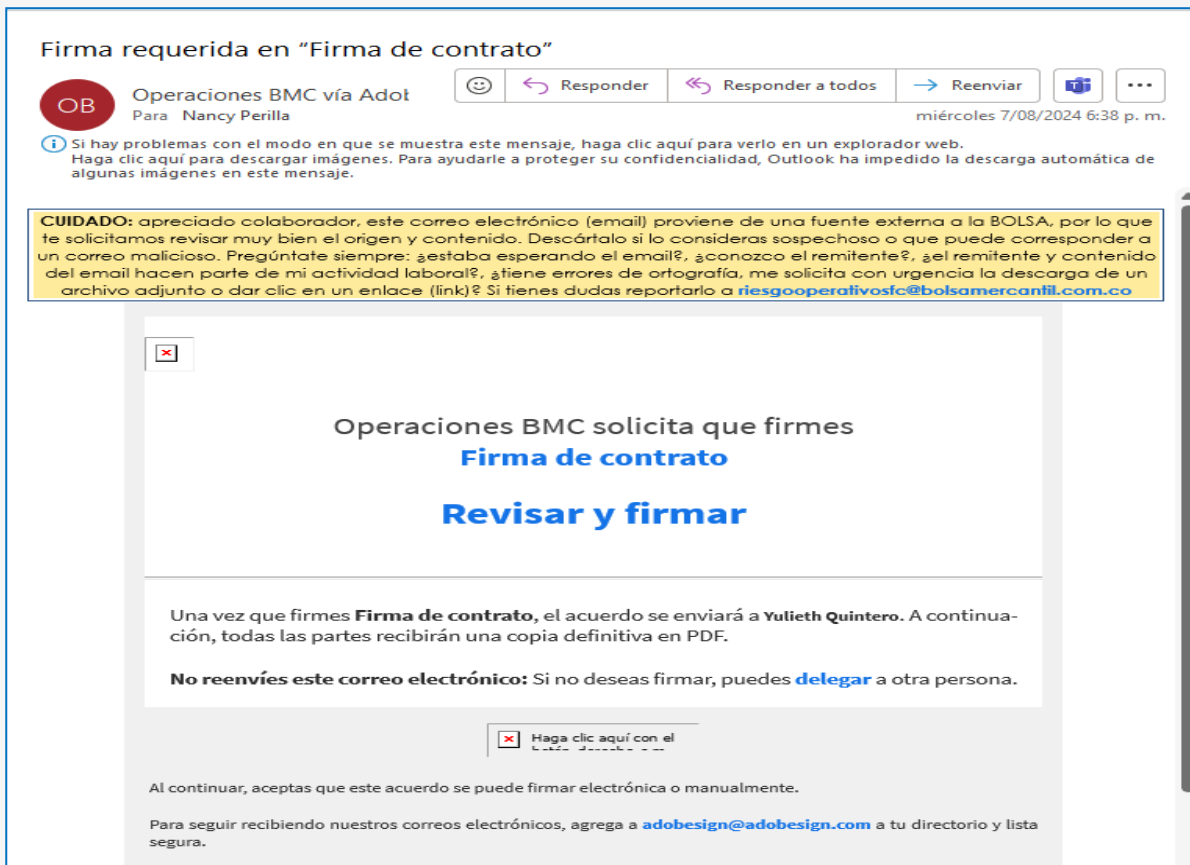 Firma requerida en “Firma de contrato”
OB
Operaciones BMC vía Adob
Responder
Responder a todos
Reenviar
Para Nancy Perilla
miércoles 7/08/2024 6:38 p. m.
Si hay problemas con el modo en que se muestra este mensaje, haga clic aquí para verlo en un explorador web.
Haga clic aquí para descargar imágenes. Para ayudarle a proteger su confidencialidad, Outlook ha impedido la descarga automática de
algunas imágenes en este mensaje.
CUIDADO: apreciado colaborador, este correo electrónico (email) proviene de una fuente externa a la BOLSA, por lo que
te solicitamos revisar muy bien el origen y contenido. Descártalo si lo consideras sospechoso o que puede corresponder a
un correo malicioso. Pregúntate siempre: ¿estaba esperando el email?, ¿conozco el remitente?, ¿el remitente y contenido
del email hacen parte de mi actividad laboral?, ¿tiene errores de ortografía, me solicita con urgencia la descarga de un
archivo adjunto o dar clic en un enlace (link)? Si tienes dudas reportarlo a riesgooperativosfc@bolsamercantil.com.co
Operaciones BMC solicita que firmes
Firma de contrato
Revisar y firmar
Una vez que firmes Firma de contrato, el acuerdo se enviará a Yulieth Quintero. A continua-
ción, todas las partes recibirán una copia definitiva en PDF.
No reenvíes este correo electrónico: Si no deseas firmar, puedes delegar a otra persona.
Haga clic aquí con el
Al continuar, aceptas que este acuerdo se puede firmar electrónica o manualmente.
Para seguir recibiendo nuestros correos electrónicos, agrega a adobesign@adobesign.com a tu directorio y lista
segura.